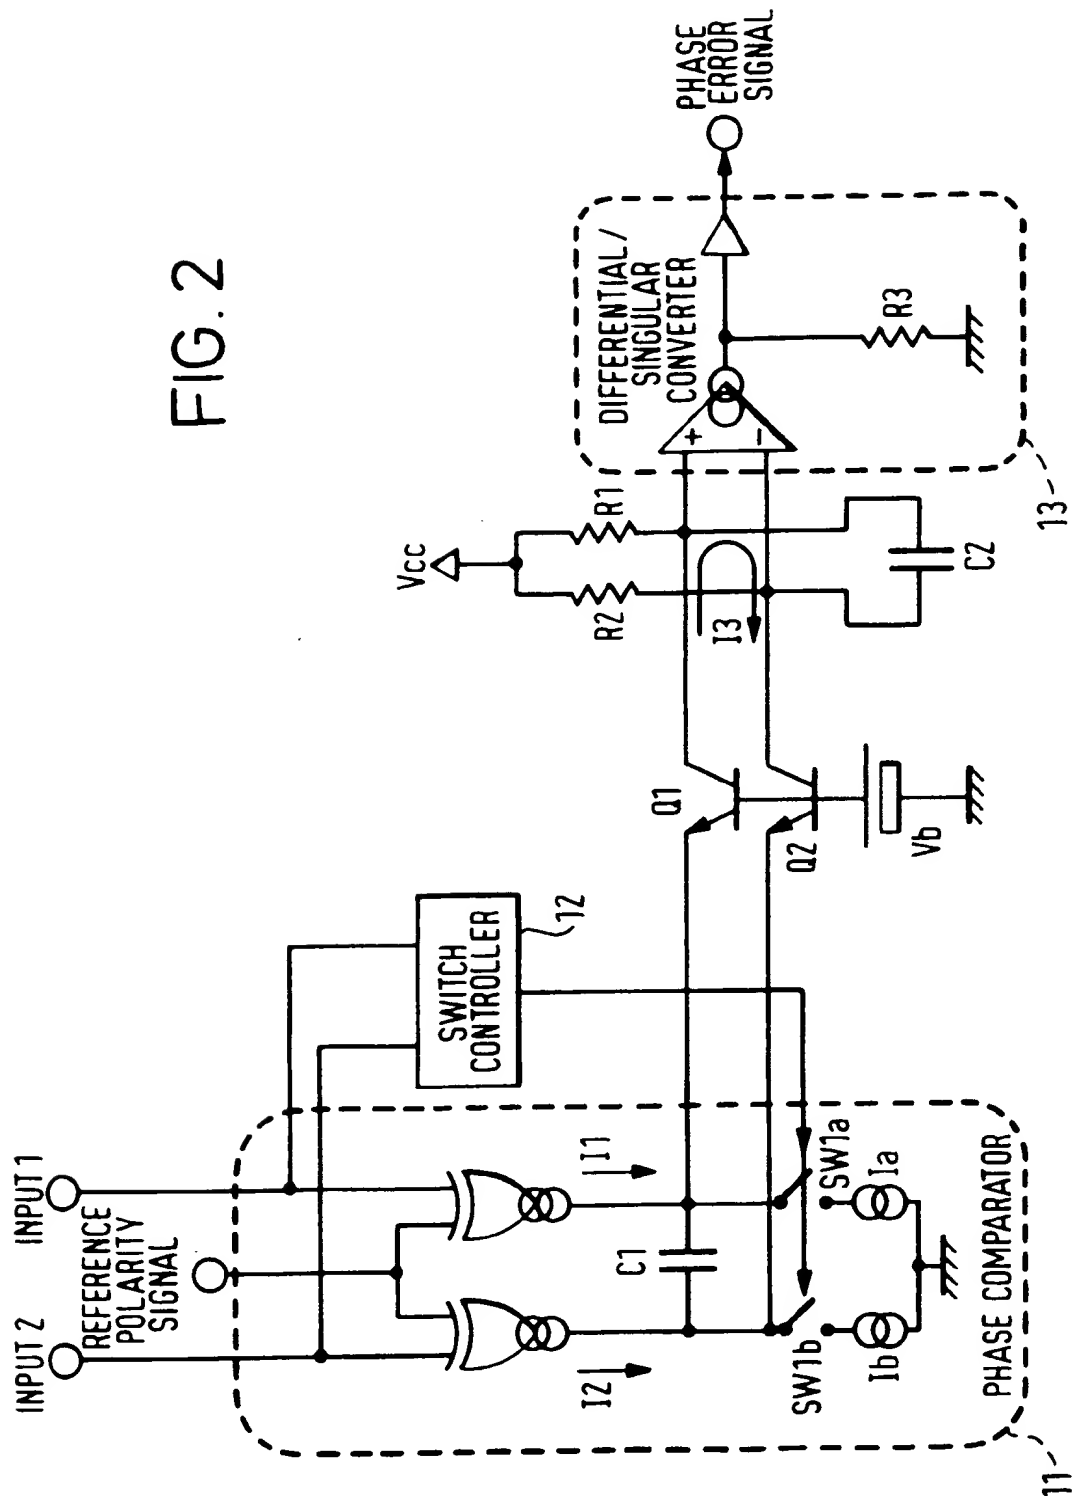 FIG. 2
INPUT 1
REFERENCE
POLARITY
SIGNAL
INPUT 2
SWITCH
CONTROLLER
12
I1
I2
C1
SW1a
SW1b
Ia
Ib
PHASE COMPARATOR
11
Q1
Q2
Vb
Vcc
R1
R2
I3
C2
DIFFERENTIAL/
SINGULAR
CONVERTER
+
−
R3
13
PHASE
ERROR
SIGNAL